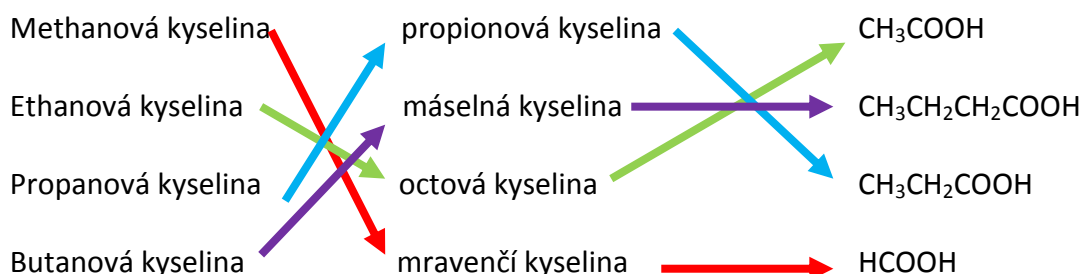 Methanová kyselina propionová kyselina CH₃COOH
Ethanová kyselina máselná kyselina CH₃CH₂CH₂COOH
Propanová kyselina octová kyselina CH₃CH₂COOH
Butanová kyselina mravenčí kyselina HCOOH